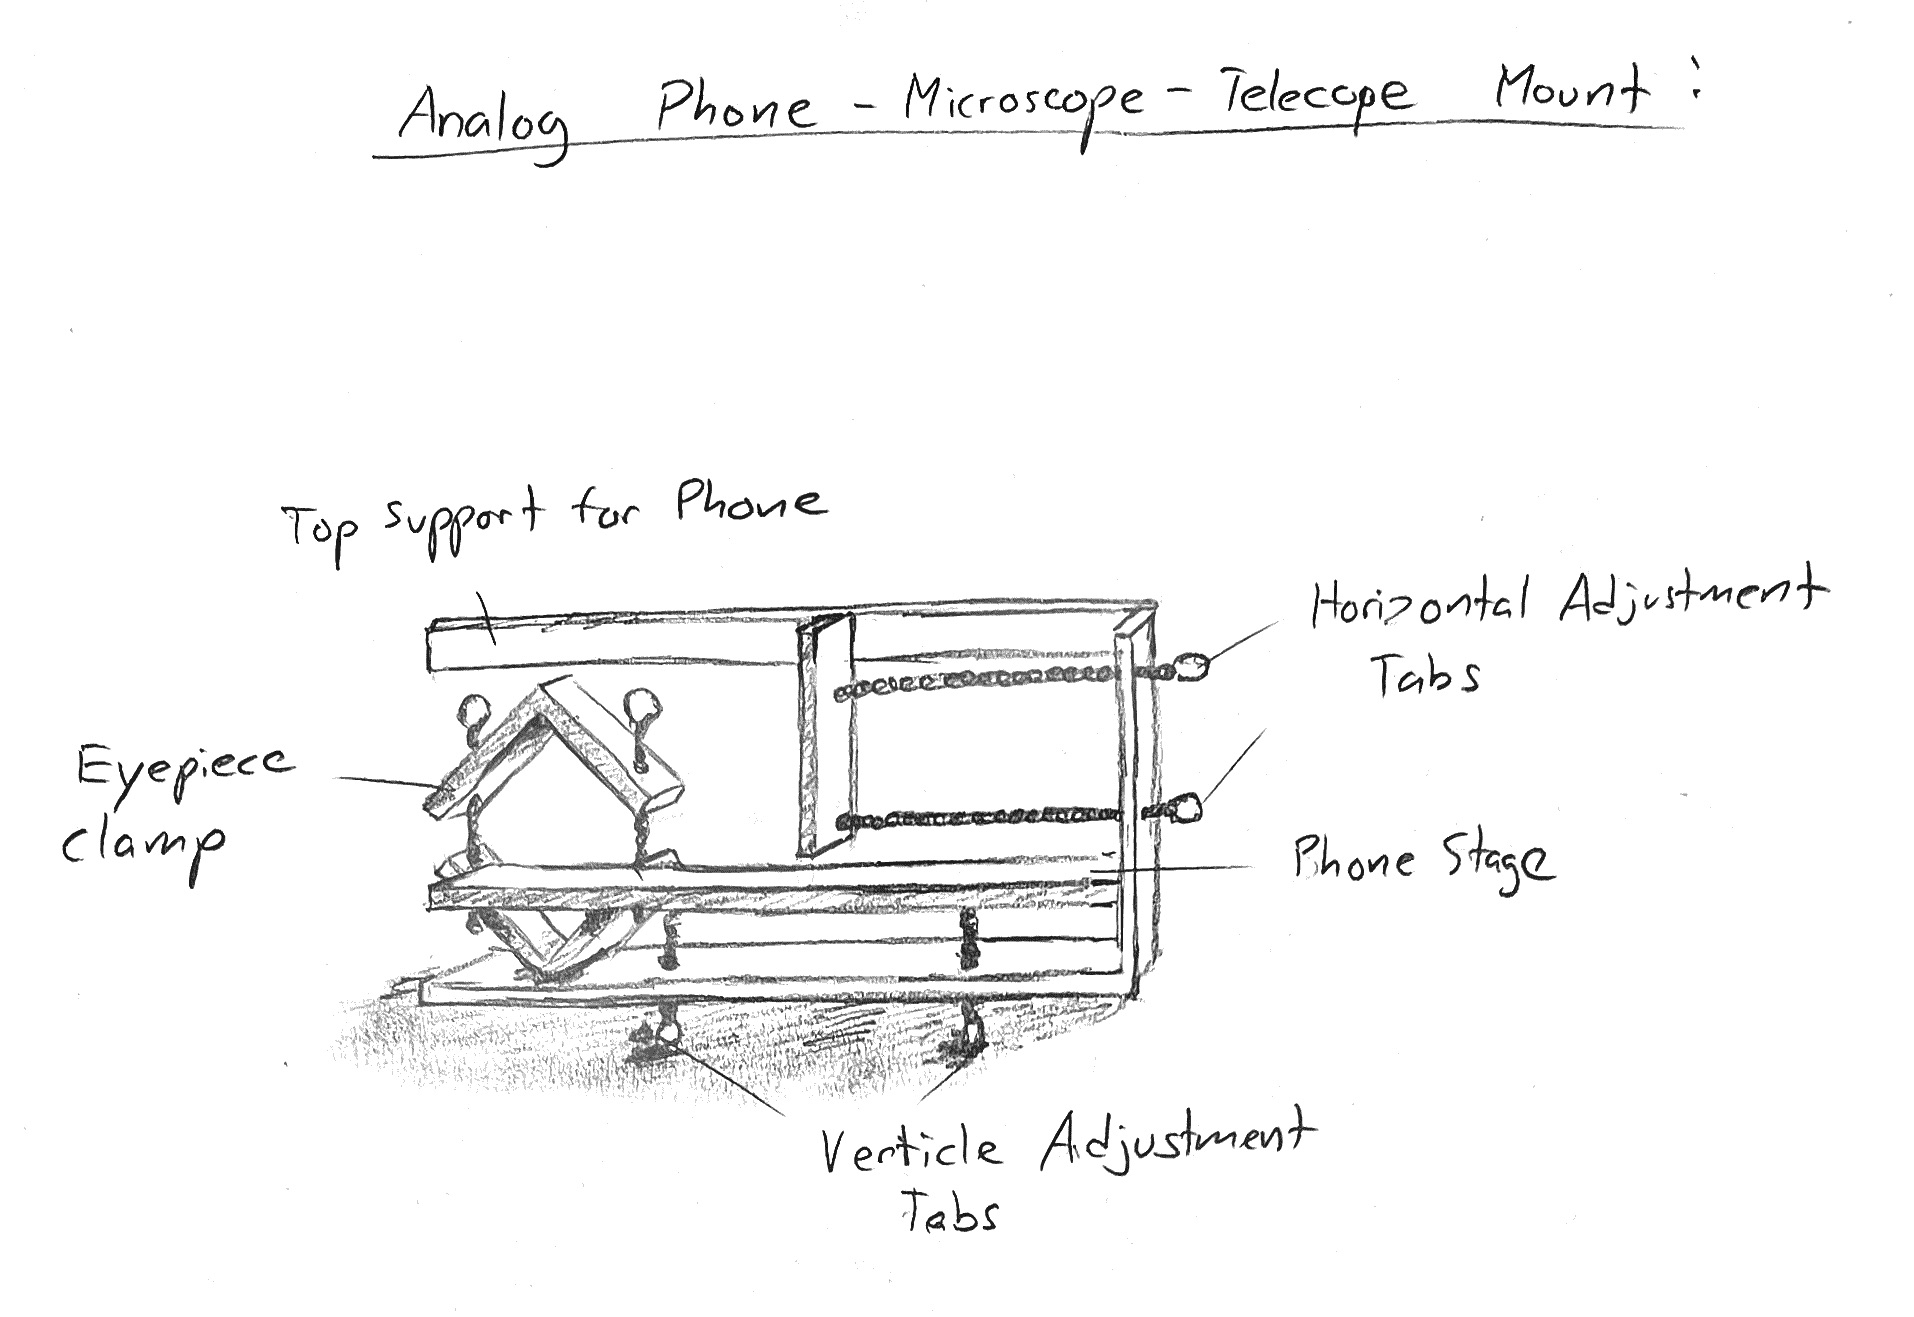 Analog Phone - Microscope - Telecope Mount :
Top support for Phone
Horizontal Adjustment
Tabs
Eyepiece
clamp
Phone Stage
Verticle Adjustment
Tabs